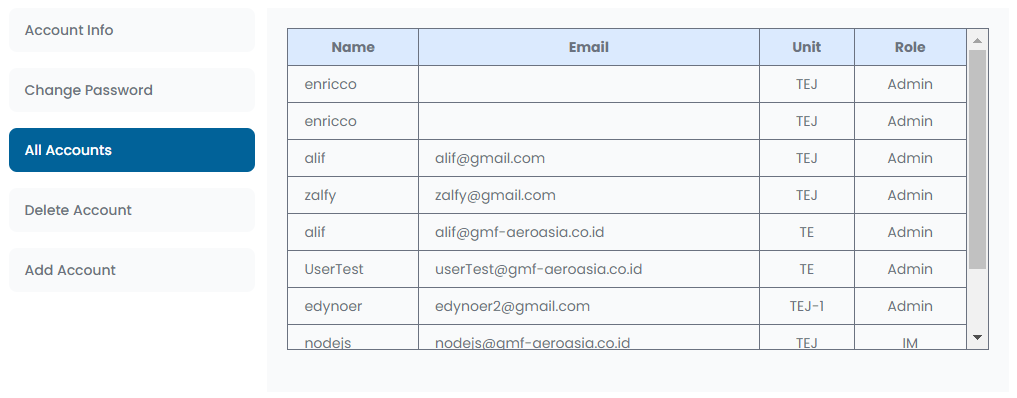 Account Info
Change Password
All Accounts
Delete Account
Add Account
Name Email Unit Role
enricco TEJ Admin
enricco TEJ Admin
alif alif@gmail.com TEJ Admin
zalfy zalfy@gmail.com TEJ Admin
alif alif@gmf-aeroasia.co.id TE Admin
UserTest userTest@gmf-aeroasia.co.id TE Admin
edynoer edynoer2@gmail.com TEJ-1 Admin
nodejs nodejs@gmf-aeroasia.co.id TEJ IM